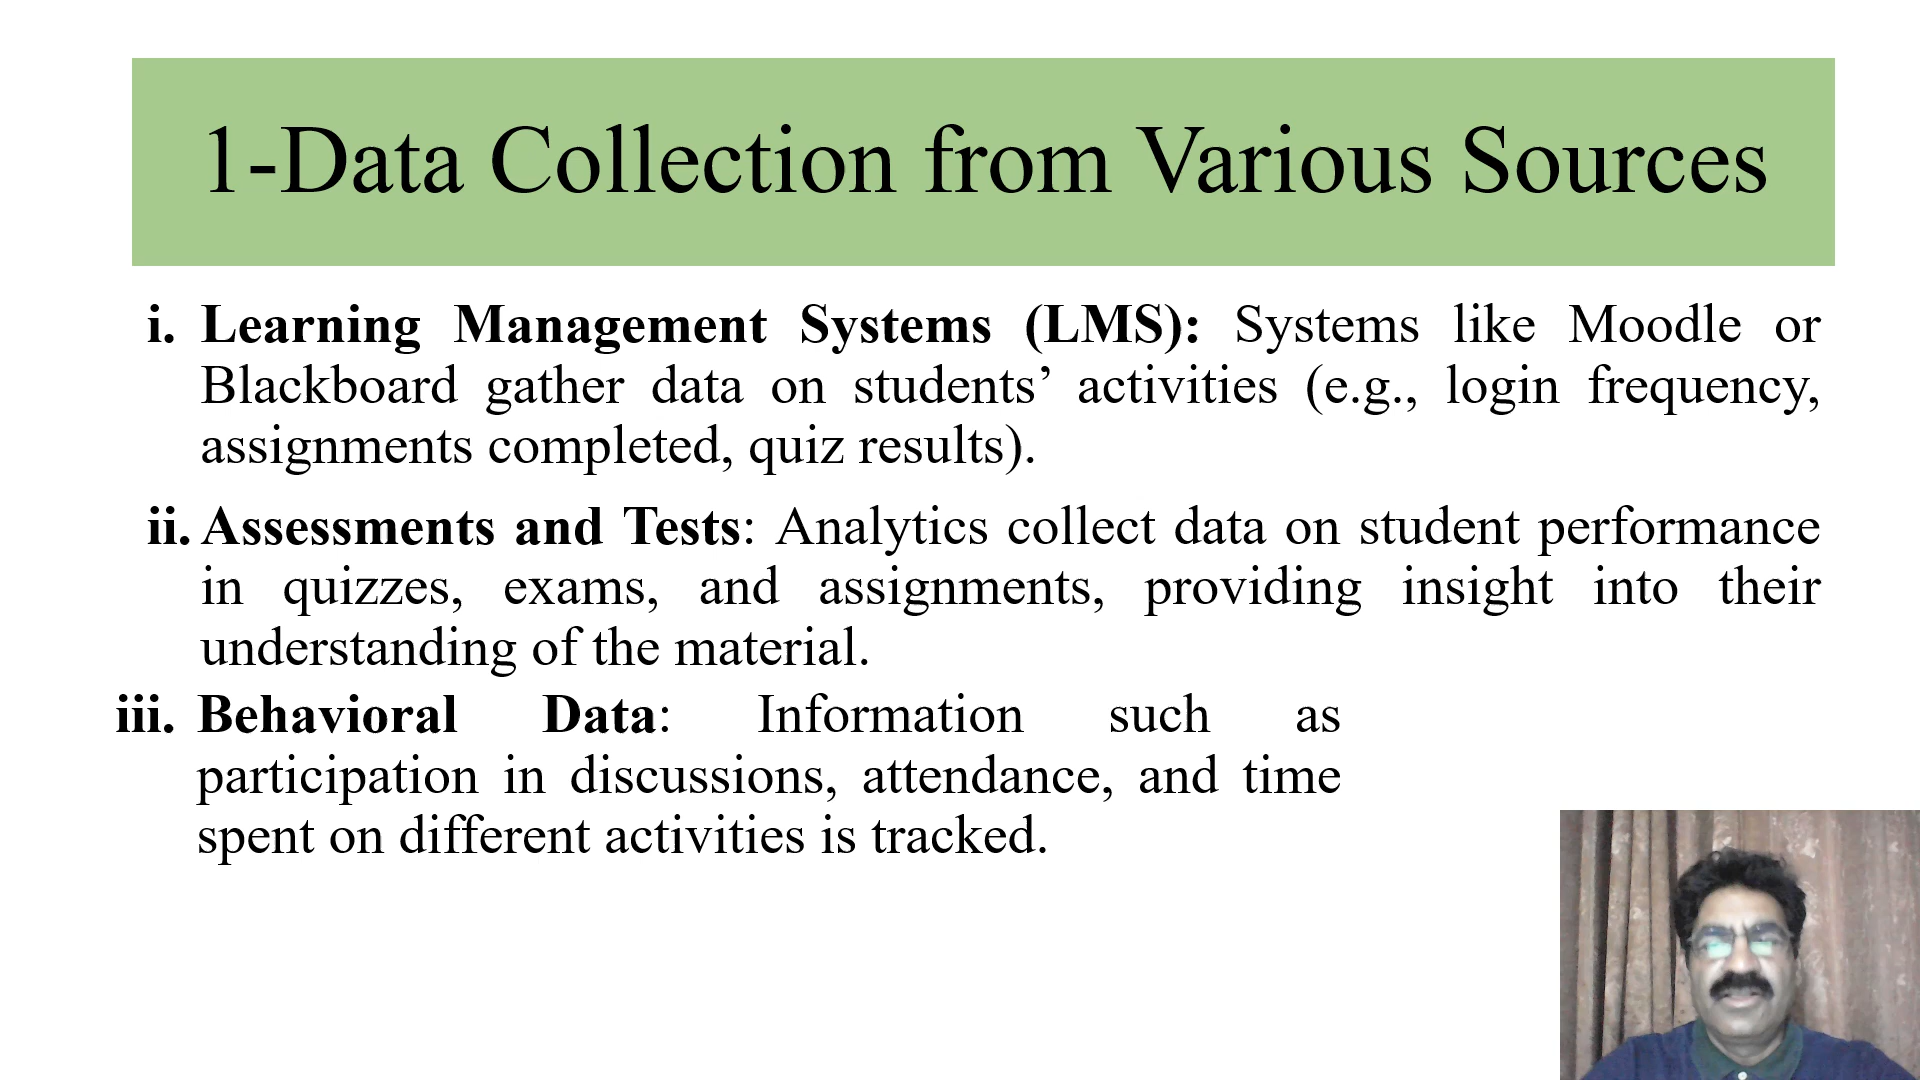 1-Data Collection from Various Sources
i. Learning Management Systems (LMS): Systems like Moodle or
Blackboard gather data on students’ activities (e.g., login frequency,
assignments completed, quiz results).
ii. Assessments and Tests: Analytics collect data on student performance
in quizzes, exams, and assignments, providing insight into their
understanding of the material.
iii. Behavioral Data: Information such as
participation in discussions, attendance, and time
spent on different activities is tracked.